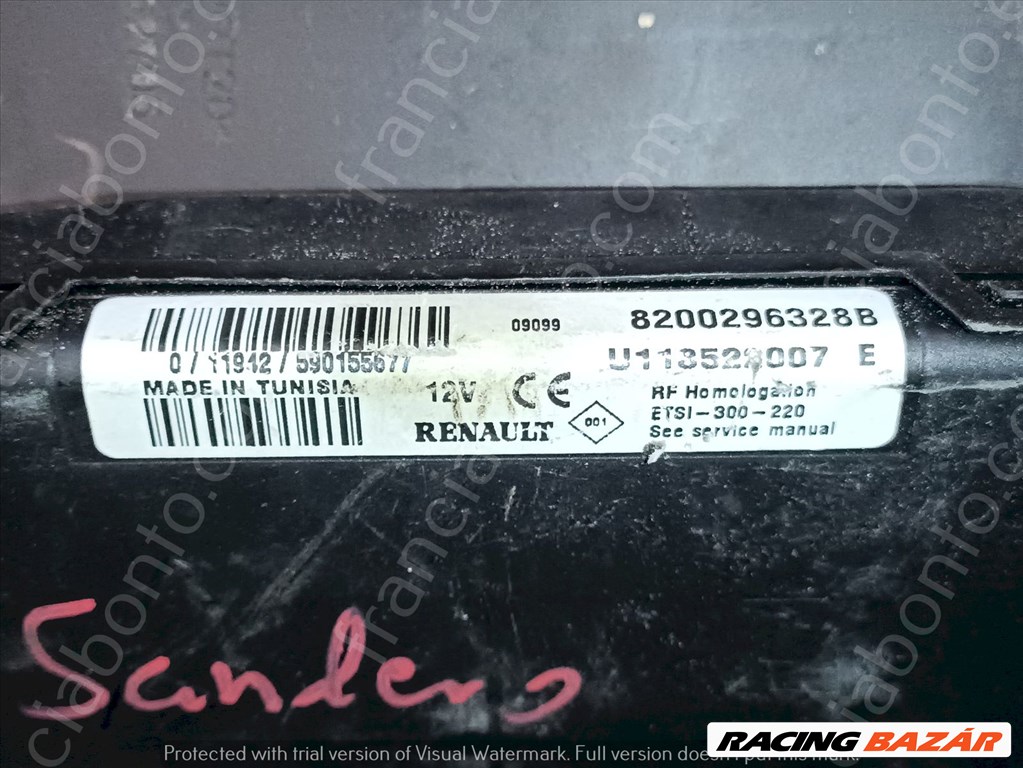 09099
8200296328B
0 / 11942 / 590155677
U113523007 E
MADE IN TUNISIA
12V CE
RF Homologation
ETSI-300-220
RENAULT
001
See service manual
Sandero
franciabonto.com
Protected with trial version of Visual Watermark. Full version doesn't put this mark.
RACING BAZÁR